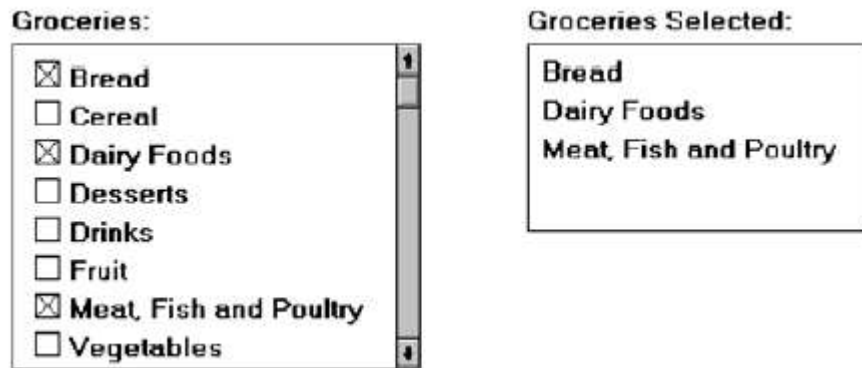 Groceries:
Bread
Cereal
Dairy Foods
Desserts
Drinks
Fruit
Meat, Fish and Poultry
Vegetables
Groceries Selected:
Bread
Dairy Foods
Meat, Fish and Poultry